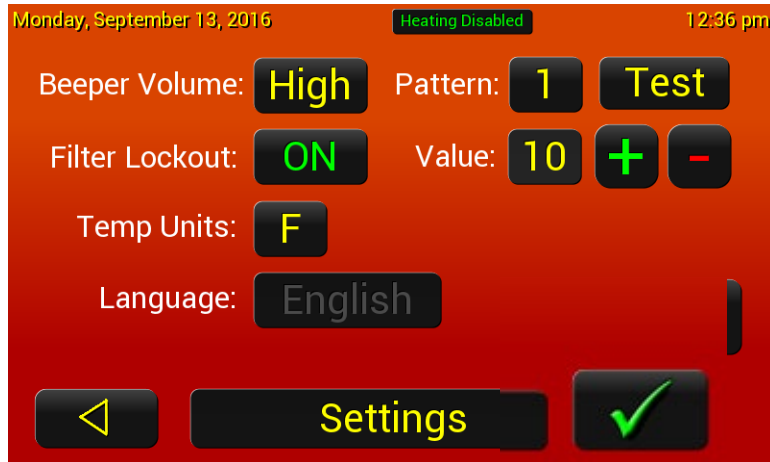 Monday, September 13, 2016 Heating Disabled 12:36 pm
Beeper Volume: High Pattern: 1 Test
Filter Lockout: ON Value: 10 + -
Temp Units: F
Language: English
Settings